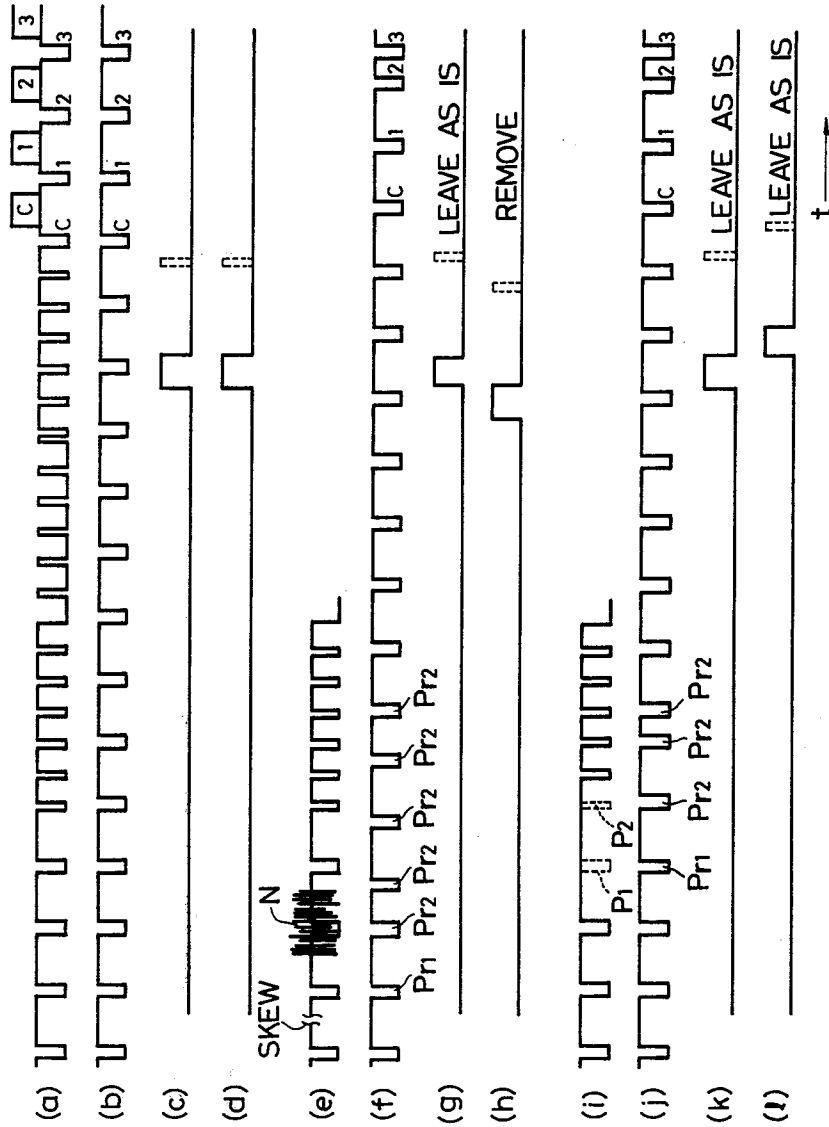 C 1 2 3
(a) C 1 2 3
(b) C 1 2 3
(c)
(d)
SKEW N
(e)
(f) C 1 2 3
Pr1 Pr2 Pr2 Pr2 Pr2 Pr2
(g) LEAVE AS IS
(h) REMOVE
(i)
P1 P2
(j) C 1 2 3
Pr1 Pr2 Pr2 Pr2
(k) LEAVE AS IS
(l) LEAVE AS IS
t